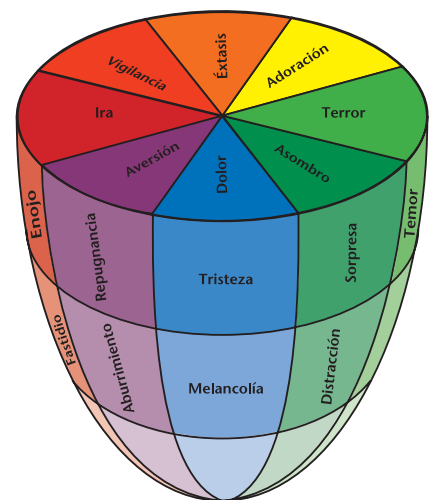 Vigilancia
Éxtasis
Adoración
Ira
Terror
Aversión
Dolor
Asombro
Enojo
Repugnancia
Tristeza
Sorpresa
Temor
Fastidio
Aburrimiento
Melancolía
Distracción